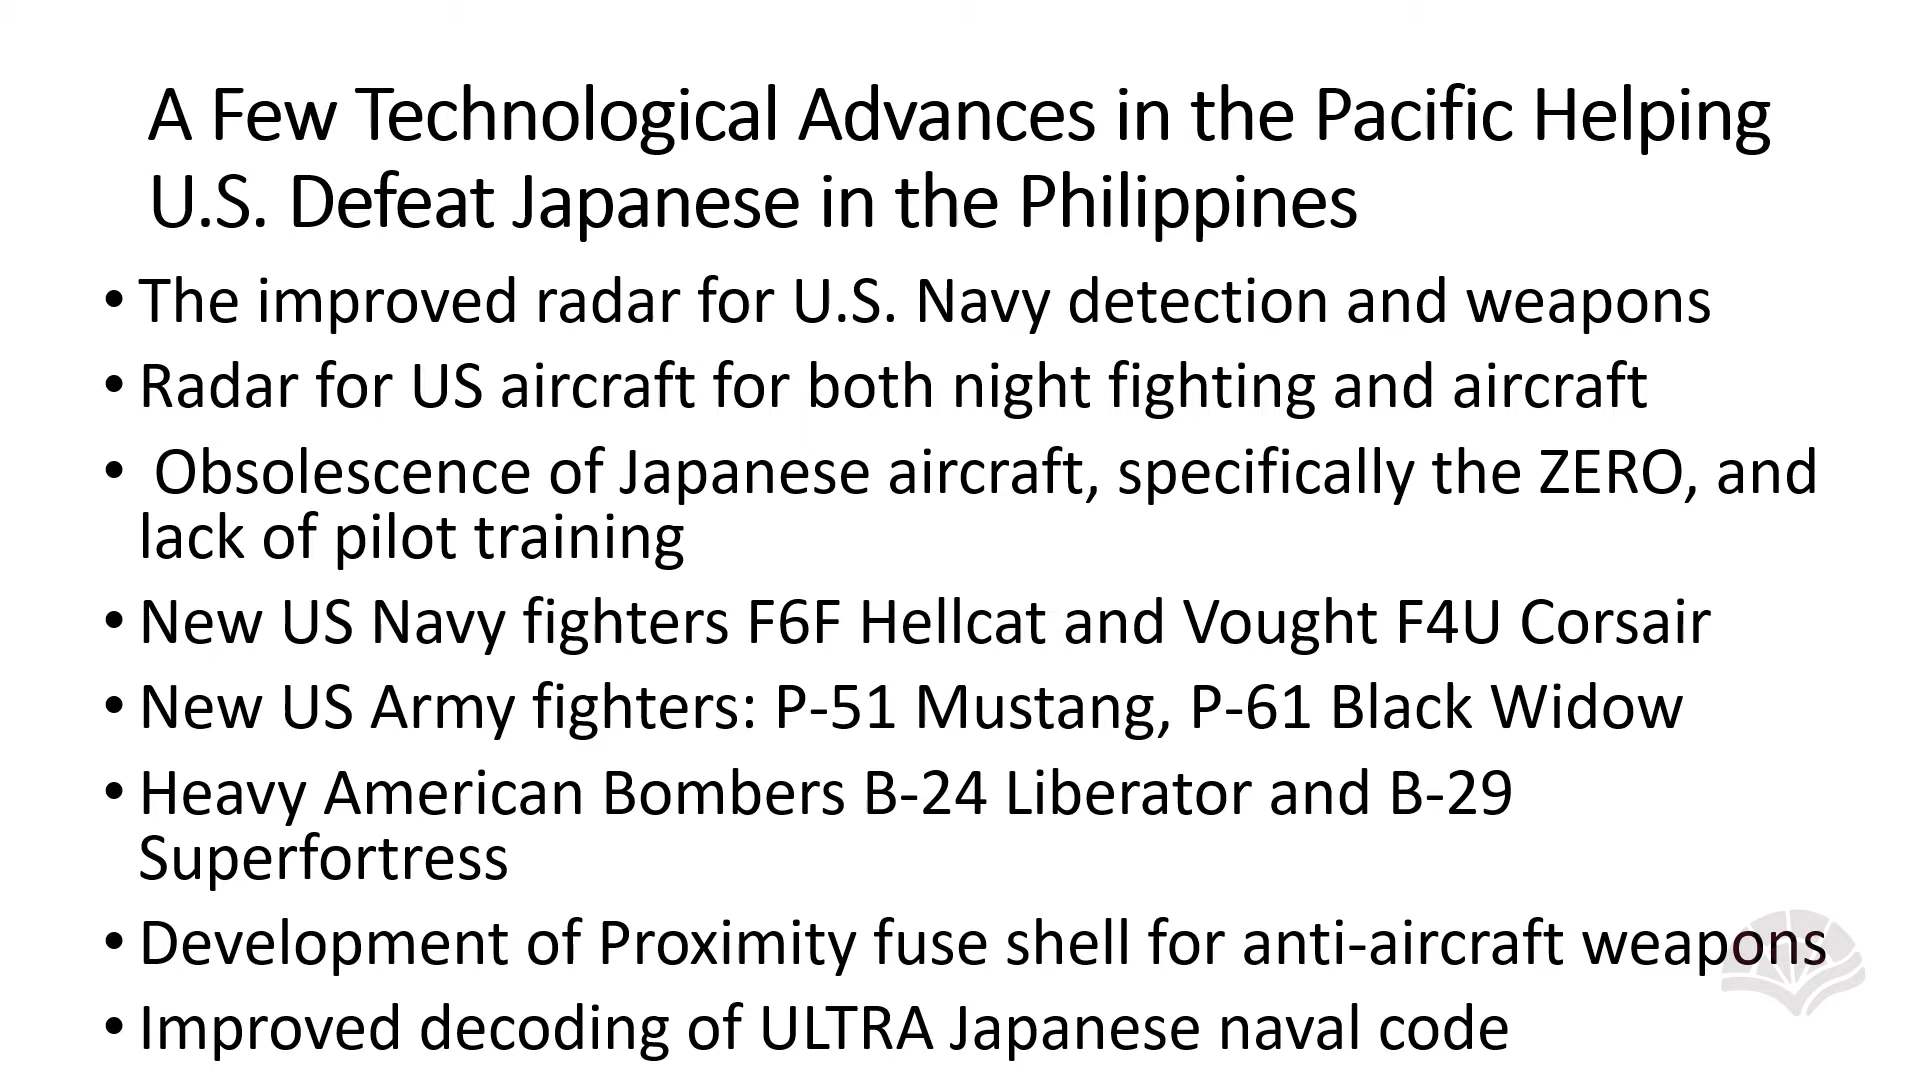 A Few Technological Advances in the Pacific Helping
U.S. Defeat Japanese in the Philippines
• The improved radar for U.S. Navy detection and weapons
• Radar for US aircraft for both night fighting and aircraft
• Obsolescence of Japanese aircraft, specifically the ZERO, and
lack of pilot training
• New US Navy fighters F6F Hellcat and Vought F4U Corsair
• New US Army fighters: P-51 Mustang, P-61 Black Widow
• Heavy American Bombers B-24 Liberator and B-29
Superfortress
• Development of Proximity fuse shell for anti-aircraft weapons
• Improved decoding of ULTRA Japanese naval code